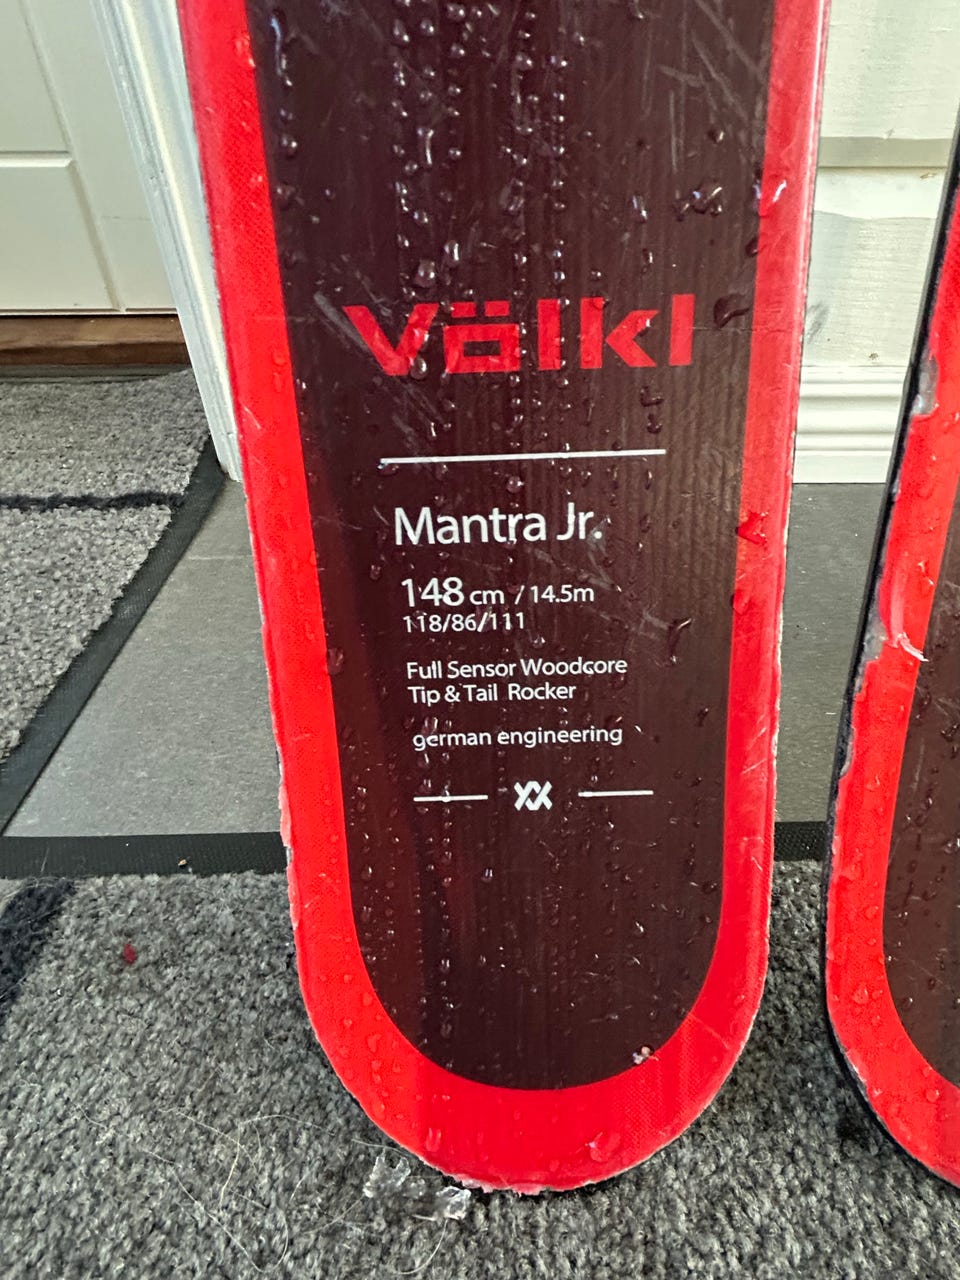 Völkl
Mantra Jr.
148 cm / 14.5m
118/86/111
Full Sensor Woodcore
Tip & Tail Rocker
german engineering